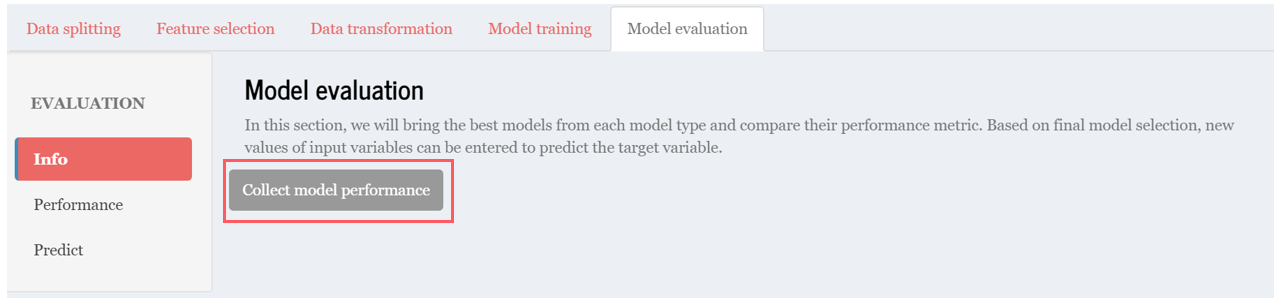 Data splitting Feature selection Data transformation Model training Model evaluation
EVALUATION
Info
Performance
Predict
Model evaluation
In this section, we will bring the best models from each model type and compare their performance metric. Based on final model selection, new
values of input variables can be entered to predict the target variable.
Collect model performance